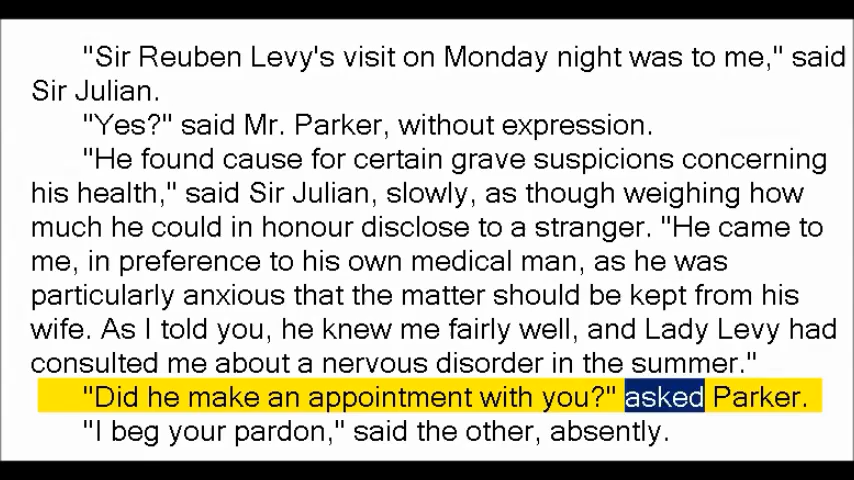 "Sir Reuben Levy's visit on Monday night was to me," said
Sir Julian.
"Yes?" said Mr. Parker, without expression.
"He found cause for certain grave suspicions concerning
his health," said Sir Julian, slowly, as though weighing how
much he could in honour disclose to a stranger. "He came to
me, in preference to his own medical man, as he was
particularly anxious that the matter should be kept from his
wife. As I told you, he knew me fairly well, and Lady Levy had
consulted me about a nervous disorder in the summer."
"Did he make an appointment with you?" asked Parker.
"I beg your pardon," said the other, absently.